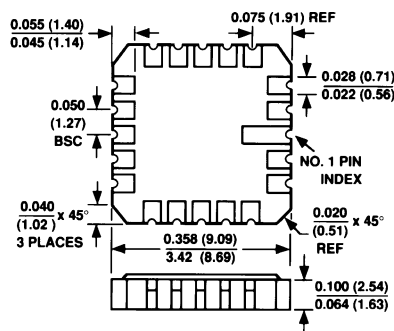 0.055 (1.40)
0.045 (1.14)
0.075 (1.91) REF
0.028 (0.71)
0.022 (0.56)
0.050
(1.27)
BSC
NO. 1 PIN
INDEX
0.040
(1.02)
x 45°
3 PLACES
0.020
(0.51)
x 45°
REF
0.358 (9.09)
3.42 (8.69)
0.100 (2.54)
0.064 (1.63)